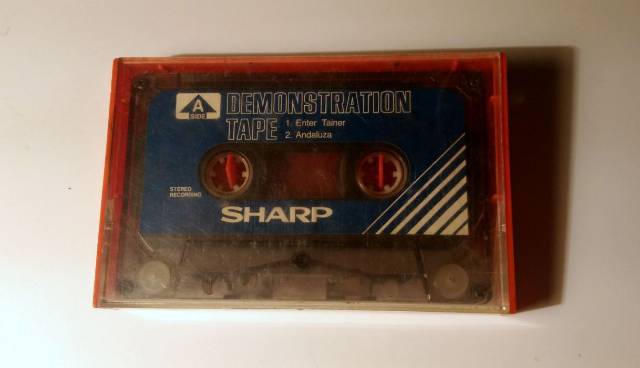 A
SIDE
DEMONSTRATION
TAPE
1. Enter Tainer
2. Andaluza
STEREO
RECORDING
SHARP